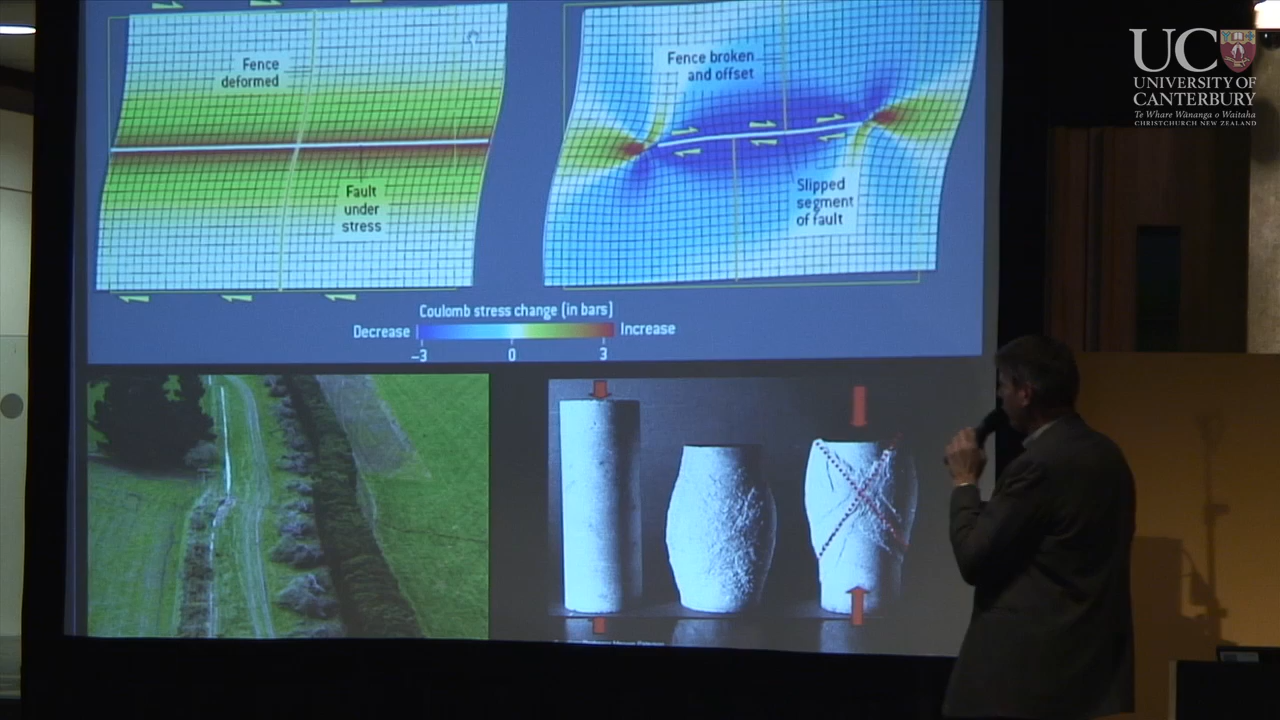 Fence
deformed
Fault
under
stress
Fence broken
and offset
Slipped
segment
of fault
Coulomb stress change (in bars)
Decrease
Increase
−3
0
3
UC
UNIVERSITY OF
CANTERBURY
Te Whare Wānanga o Waitaha
CHRISTCHURCH NEW ZEALAND